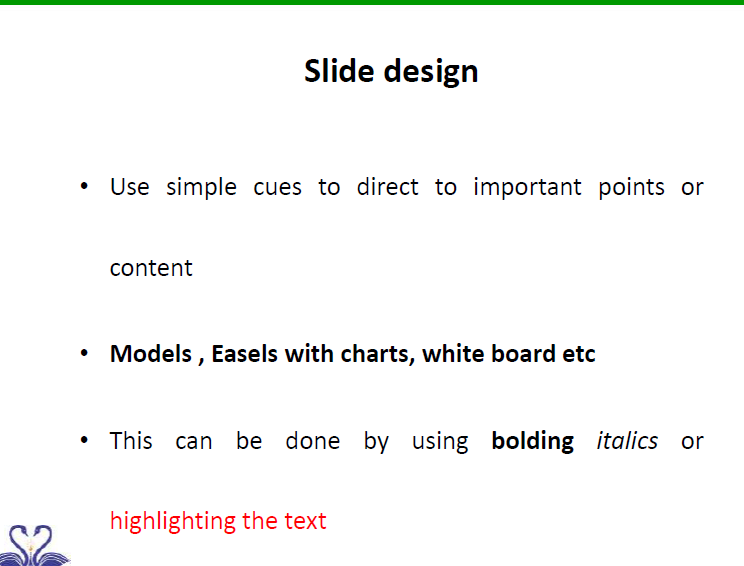 Slide design
• Use simple cues to direct to important points or
content
• Models , Easels with charts, white board etc
• This can be done by using bolding italics or
highlighting the text